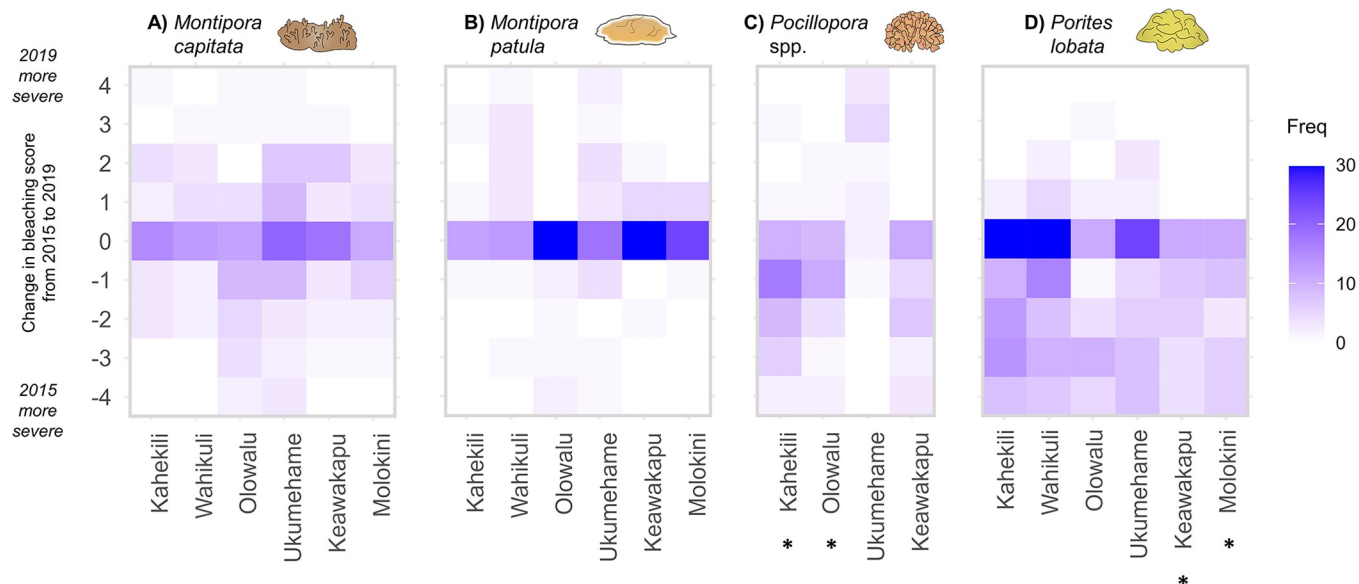 A) Montipora
capitata
B) Montipora
patula
C) Pocillopora
spp.
D) Porites
lobata
2019
more
severe
Change in bleaching score
from 2015 to 2019
2015
more
severe
4
3
2
1
0
-1
-2
-3
-4
Kahekili
Wahikuli
Olowalu
Ukumehame
Keawakapu
Molokini
Kahekili
Wahikuli
Olowalu
Ukumehame
Keawakapu
Molokini
Kahekili
Olowalu
Ukumehame
Keawakapu
* *
Kahekili
Wahikuli
Olowalu
Ukumehame
Keawakapu
Molokini
*
*
Freq
30
20
10
0